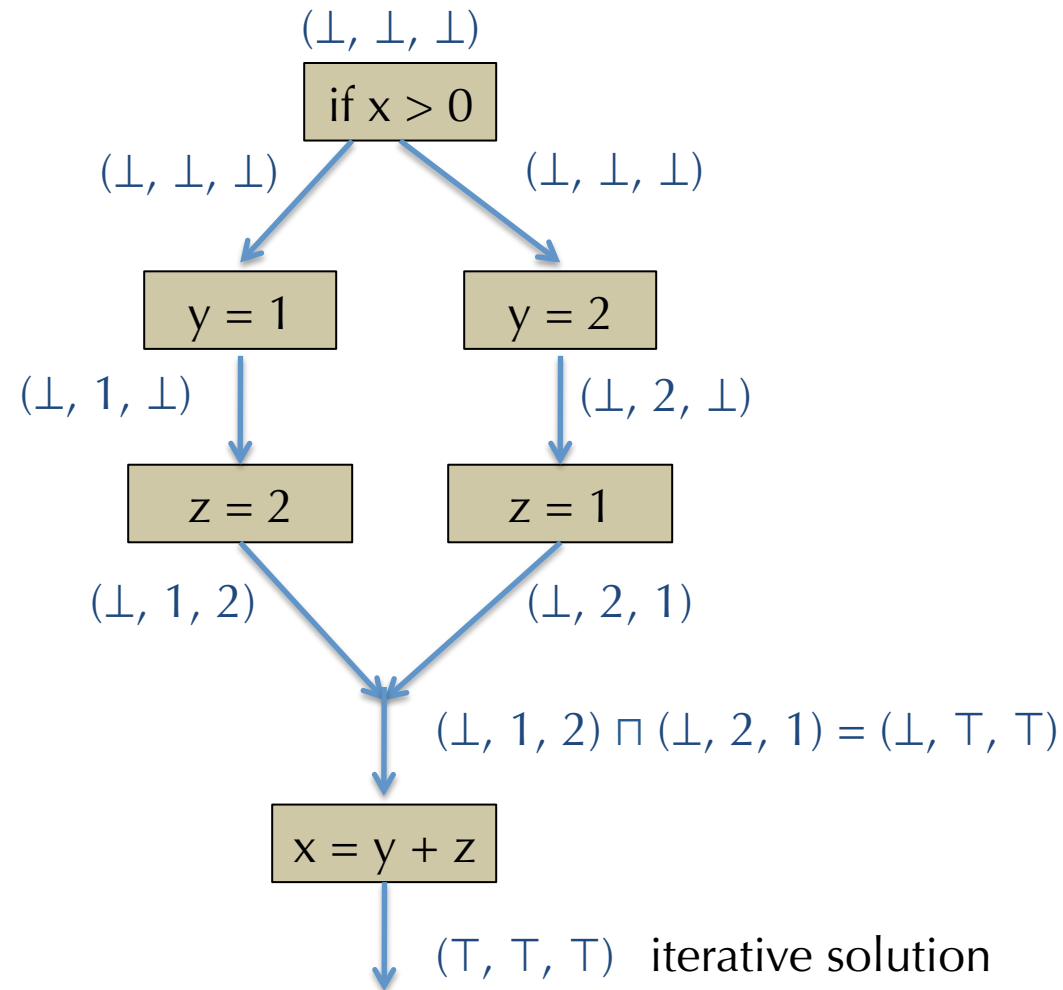 (⊥, ⊥, ⊥)
if x > 0
(⊥, ⊥, ⊥)
(⊥, ⊥, ⊥)
y = 1
y = 2
(⊥, 1, ⊥)
(⊥, 2, ⊥)
z = 2
z = 1
(⊥, 1, 2)
(⊥, 2, 1)
(⊥, 1, 2) ⊓ (⊥, 2, 1) = (⊥, ⊤, ⊤)
x = y + z
(⊤, ⊤, ⊤) iterative solution